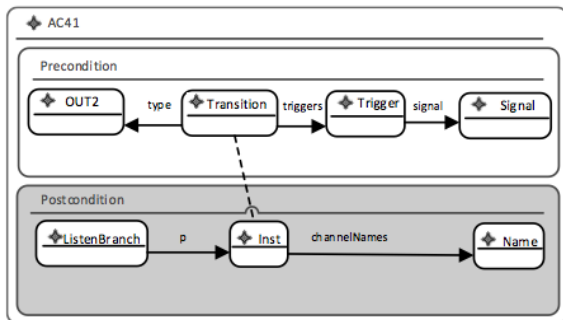 AC41
Precondition
OUT2 type Transition triggers Trigger signal Signal
Postcondition
ListenBranch p Inst channelNames Name